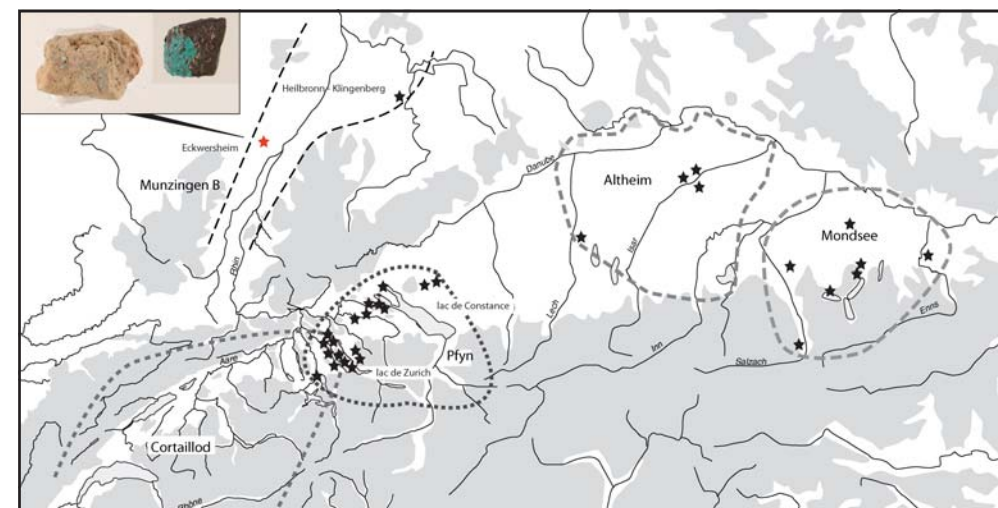 Heilbronn - Klingenberg
Eckwersheim
Munzingen B
Danube
Altheim
Mondsee
Rhin
Isar
lac de Constance
Lech
Enns
Pfyn
Inn
Aare
lac de Zurich
Salzach
Cortaillod
Rhône